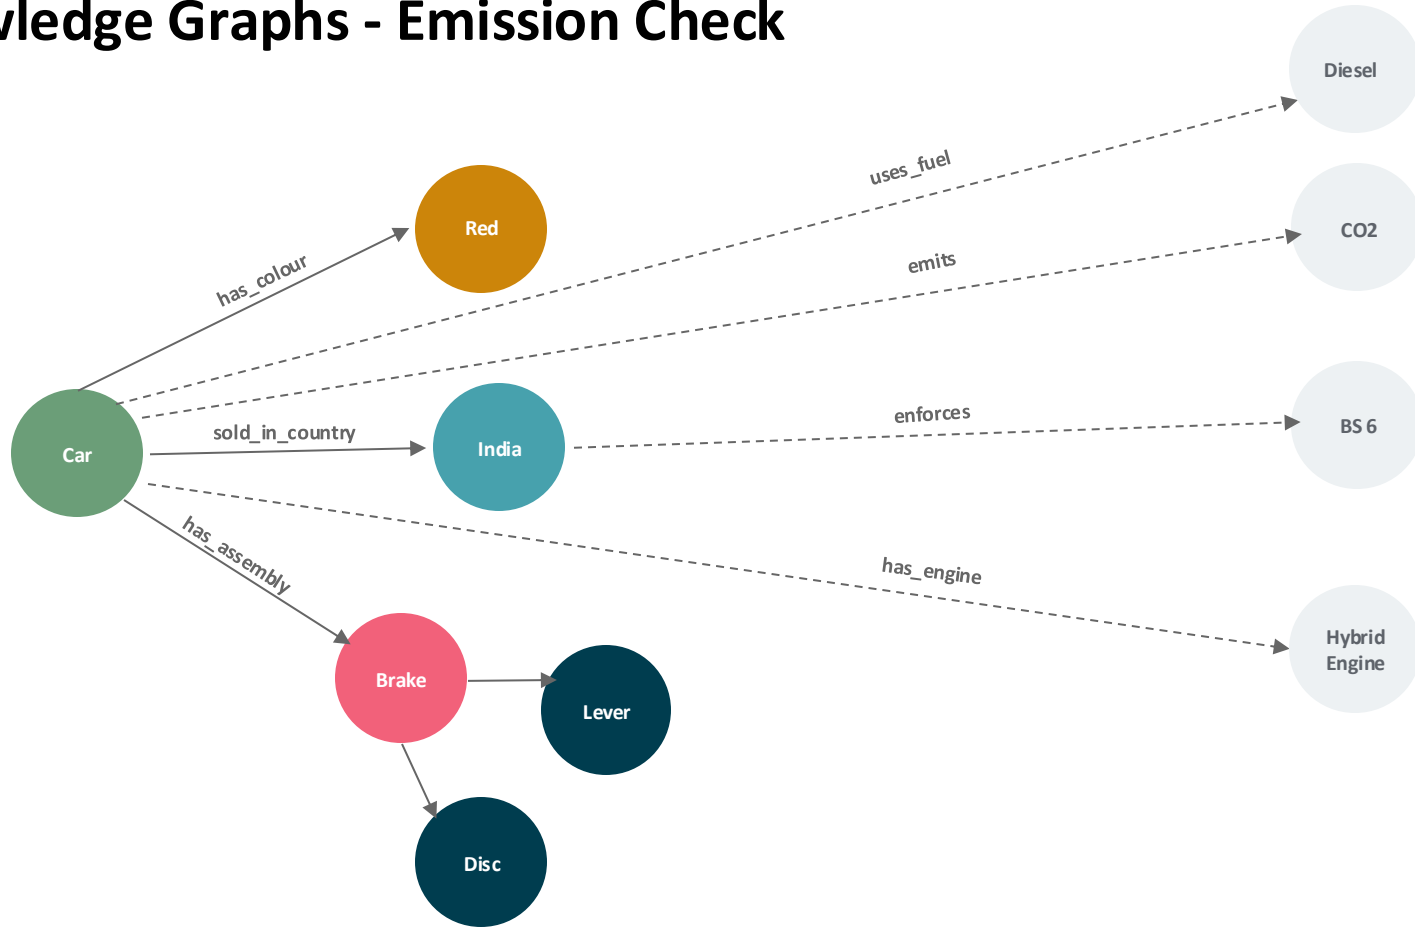 wledge Graphs - Emission Check
Diesel
uses_fuel
Red
CO2
emits
has_colour
enforces
BS 6
sold_in_country
India
Car
has_assembly
has_engine
Hybrid
Engine
Brake
Lever
Disc